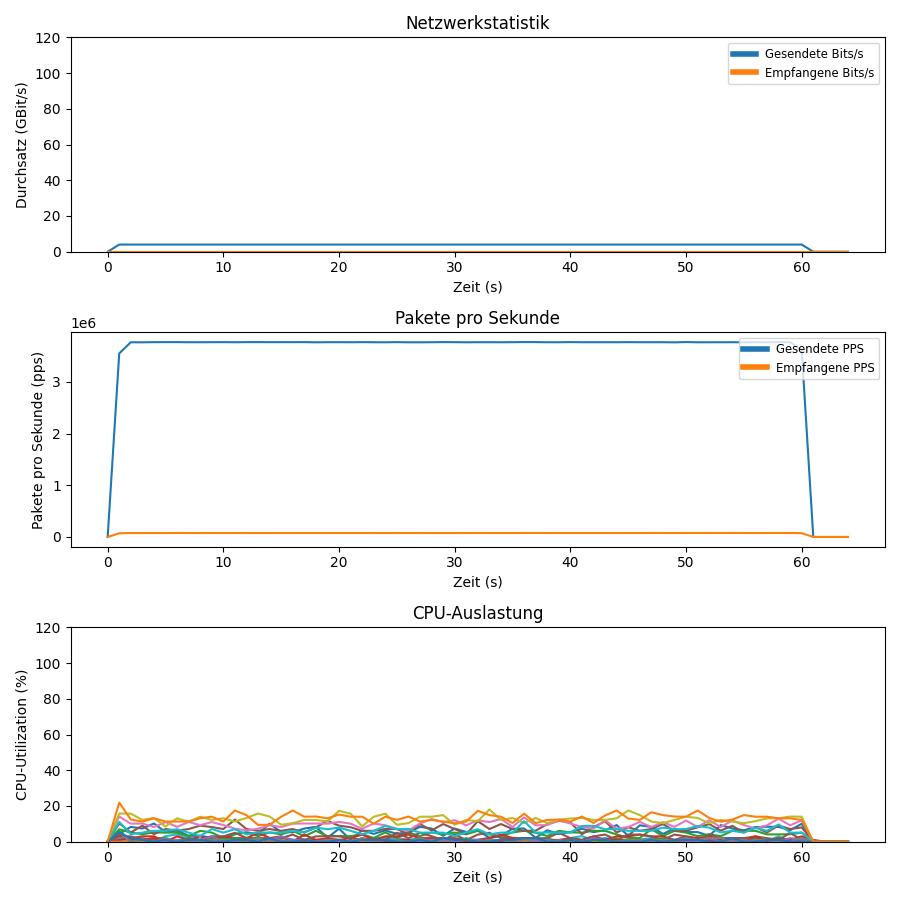 Netzwerkstatistik
120
100
80
60
40
20
0
Durchsatz (GBit/s)
Gesendete Bits/s
Empfangene Bits/s
0 10 20 30 40 50 60
Zeit (s)
Pakete pro Sekunde
1e6
3
2
1
0
Pakete pro Sekunde (pps)
Gesendete PPS
Empfangene PPS
0 10 20 30 40 50 60
Zeit (s)
CPU-Auslastung
120
100
80
60
40
20
0
CPU-Utilization (%)
0 10 20 30 40 50 60
Zeit (s)